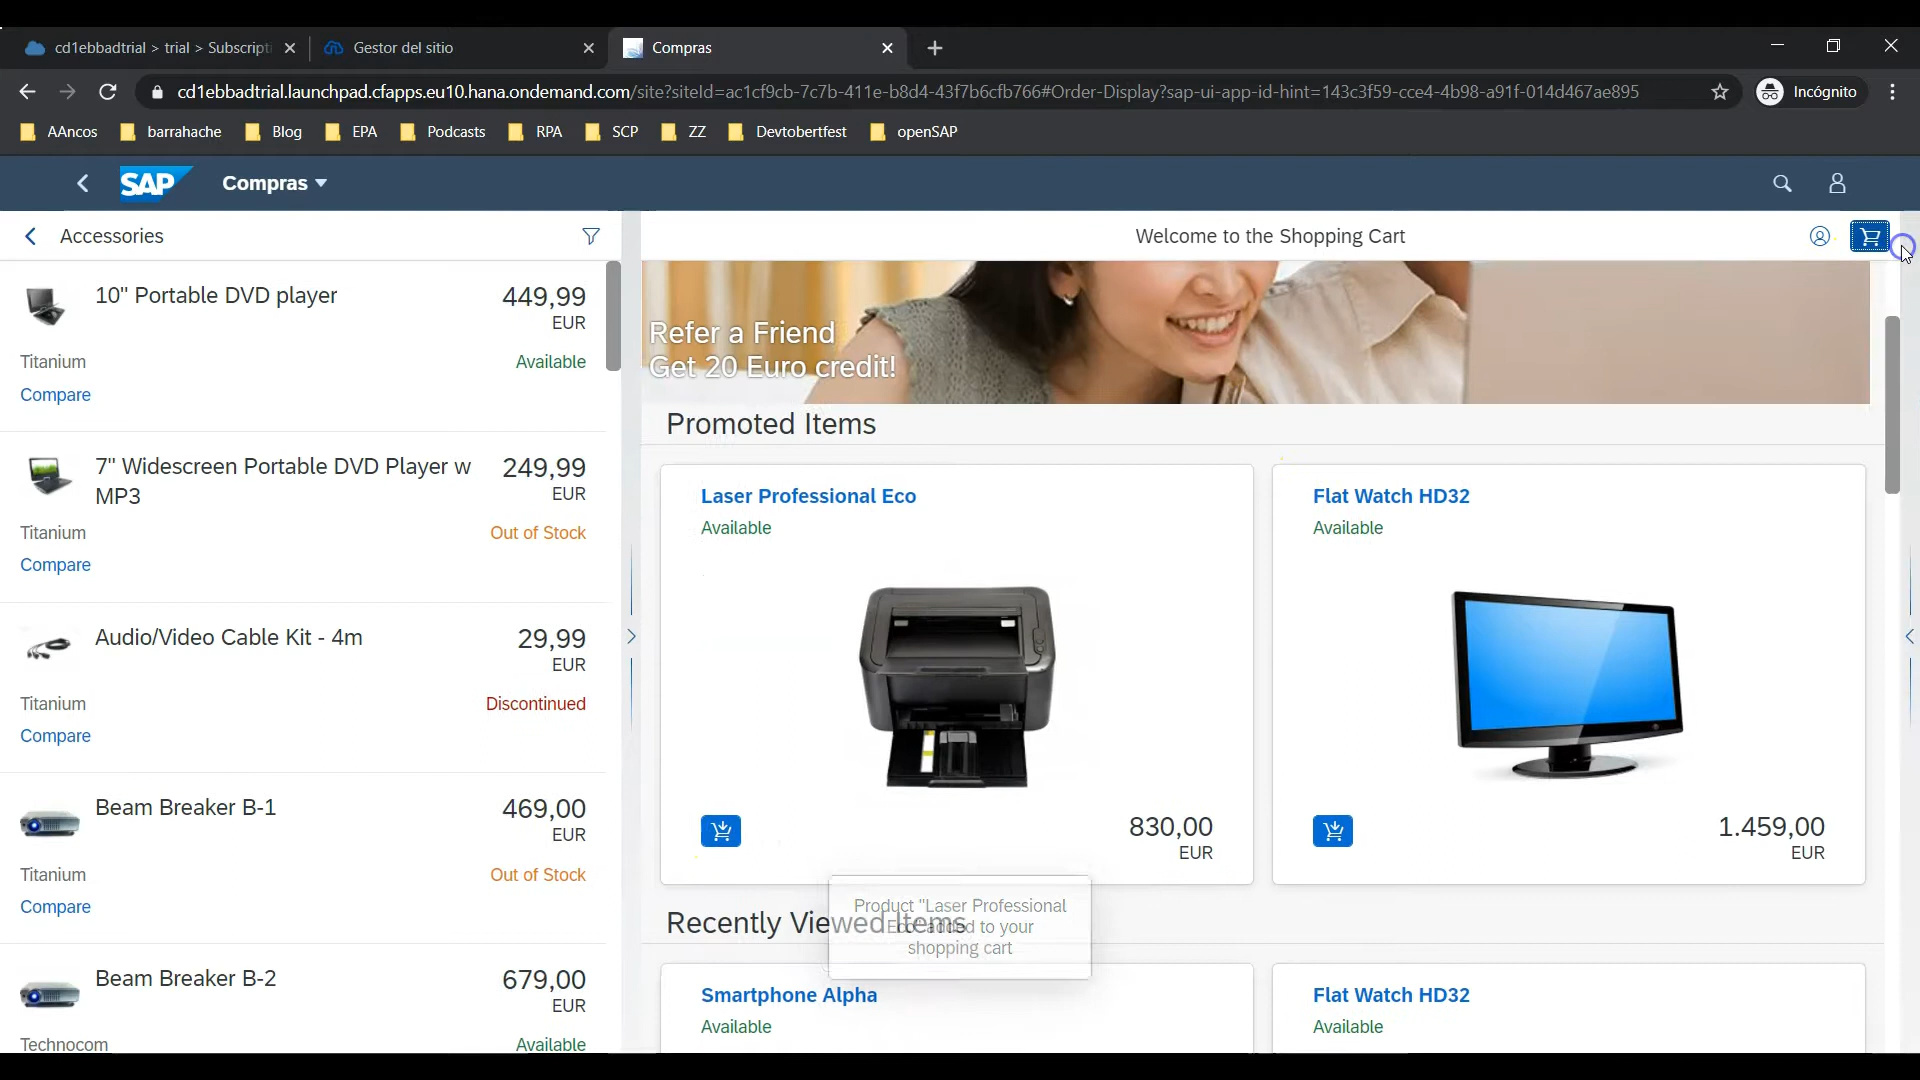 cd1ebbadtrial > trial > Subscripti
Gestor del sitio
Compras
cd1ebbadtrial.launchpad.cfapps.eu10.hana.ondemand.com/site?siteId=ac1cf9cb-7c7b-411e-b8d4-43f7b6cfb766#Order-Display?sap-ui-app-id-hint=143c3f59-cce4-4b98-a91f-014d467ae895
Incógnito
AAncos
barrahache
Blog
EPA
Podcasts
RPA
SCP
ZZ
Devtobertfest
openSAP
SAP
Compras
Accessories
10" Portable DVD player
449,99
EUR
Titanium
Available
Compare
7" Widescreen Portable DVD Player w
MP3
249,99
EUR
Titanium
Out of Stock
Compare
Audio/Video Cable Kit - 4m
29,99
EUR
Titanium
Discontinued
Compare
Beam Breaker B-1
469,00
EUR
Titanium
Out of Stock
Compare
Beam Breaker B-2
679,00
EUR
Technocom
Available
Welcome to the Shopping Cart
Refer a Friend
Get 20 Euro credit!
Promoted Items
Laser Professional Eco
Available
830,00
EUR
Flat Watch HD32
Available
1.459,00
EUR
Recently Viewed Items
Product "Laser Professional
Eco" added to your
shopping cart
Smartphone Alpha
Available
Flat Watch HD32
Available